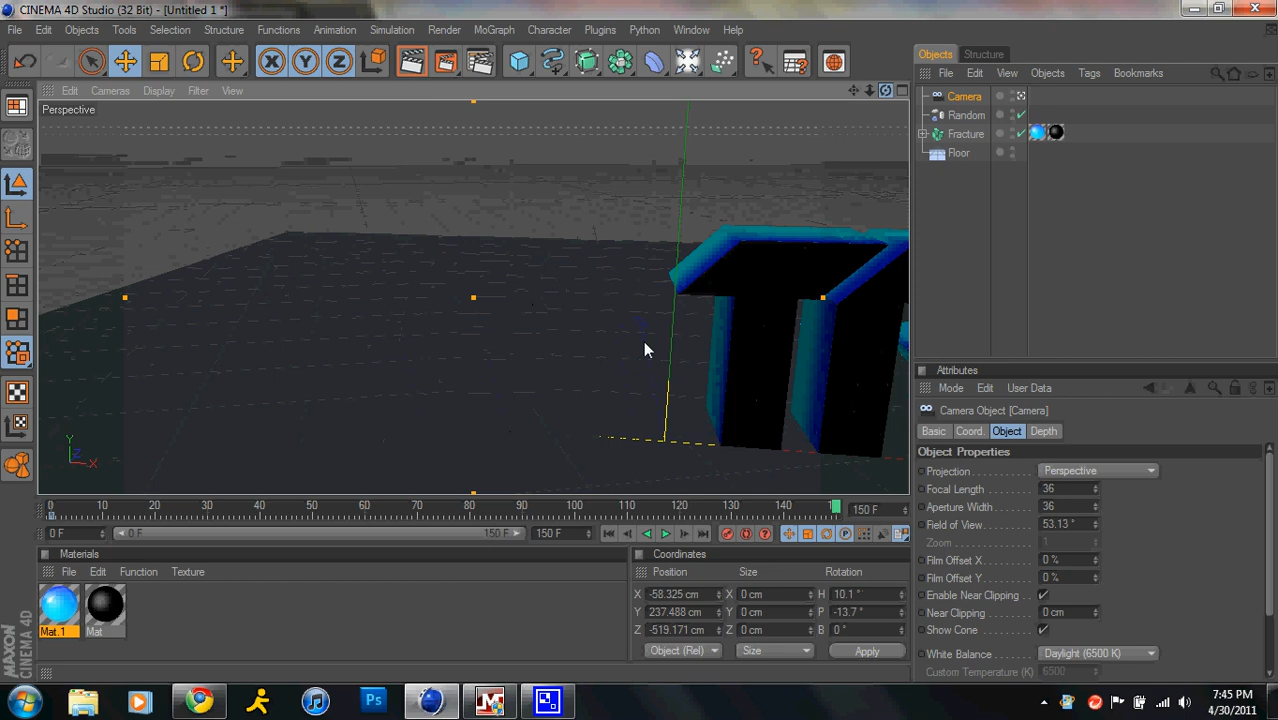 CINEMA 4D Studio (32 Bit) - [Untitled 1 *]
File Edit Objects Tools Selection Structure Functions Animation Simulation Render MoGraph Character Plugins Python Window Help
Objects Structure
File Edit View Objects Tags Bookmarks
Edit Cameras Display Filter View
Perspective
Camera
Random
Fracture
Floor
Y
Z
X
Attributes
Mode Edit User Data
Camera Object [Camera]
Basic Coord. Object Depth
Object Properties
Projection Perspective
Focal Length 36
Aperture Width 36
Field of View 53.13 °
Zoom 1
Film Offset X 0 %
Film Offset Y 0 %
Enable Near Clipping
Near Clipping 0 cm
Show Cone
White Balance Daylight (6500 K)
Custom Temperature (K) 6500
0 10 20 30 40 50 60 70 80 90 100 110 120 130 140 150 F
0 F 0 F 150 F 150 F
Materials
File Edit Function Texture
Mat.1 Mat
Coordinates
Position Size Rotation
X -58.325 cm X 0 cm H 10.1 °
Y 237.488 cm Y 0 cm P -13.7 °
Z -519.171 cm Z 0 cm B 0 °
Object (Rel) Size Apply
MAXON
CINEMA 4D
Ps
7:45 PM
4/30/2011